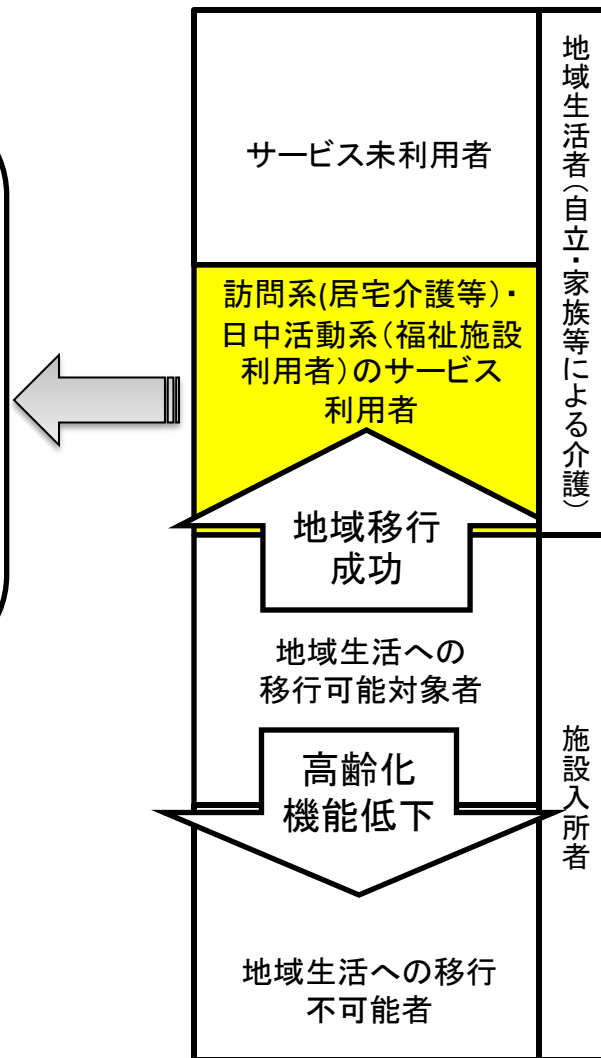 サービス未利用者
訪問系(居宅介護等)・
日中活動系（福祉施設
利用者）のサービス
利用者
地域移行
成功
地域生活への
移行可能対象者
高齢化
機能低下
地域生活への移行
不可能者
地域生活者（自立・家族等による介護）
施設入所者